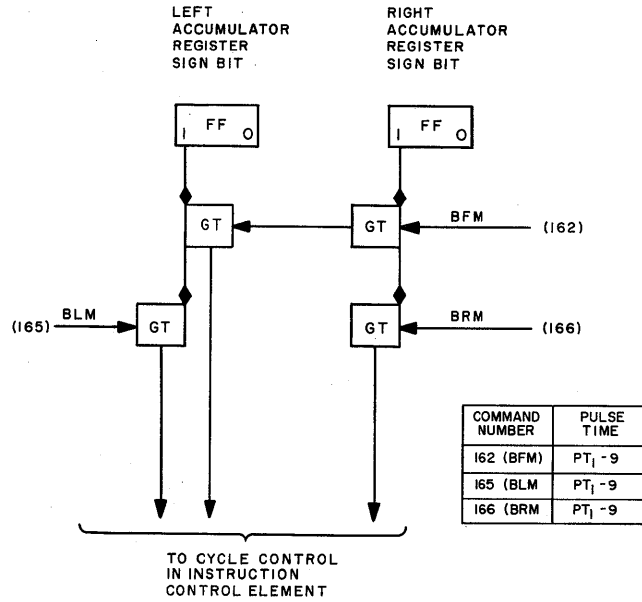 LEFT
ACCUMULATOR
REGISTER
SIGN BIT
RIGHT
ACCUMULATOR
REGISTER
SIGN BIT
1 FF 0
1 FF 0
GT
GT
BFM
(162)
(165)
BLM
GT
GT
BRM
(166)
COMMAND NUMBER
PULSE TIME
162 (BFM) PT1 -9
165 (BLM PT1 -9
166 (BRM PT1 -9
TO CYCLE CONTROL
IN INSTRUCTION
CONTROL ELEMENT